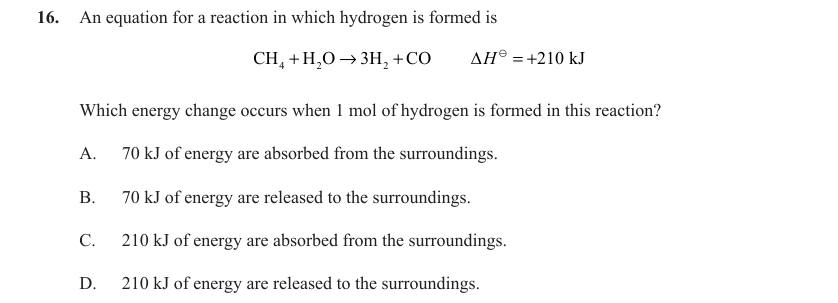 16. An equation for a reaction in which hydrogen is formed is
CH₄ + H₂O → 3H₂ + CO ΔH⊖ = +210 kJ
Which energy change occurs when 1 mol of hydrogen is formed in this reaction?
A. 70 kJ of energy are absorbed from the surroundings.
B. 70 kJ of energy are released to the surroundings.
C. 210 kJ of energy are absorbed from the surroundings.
D. 210 kJ of energy are released to the surroundings.